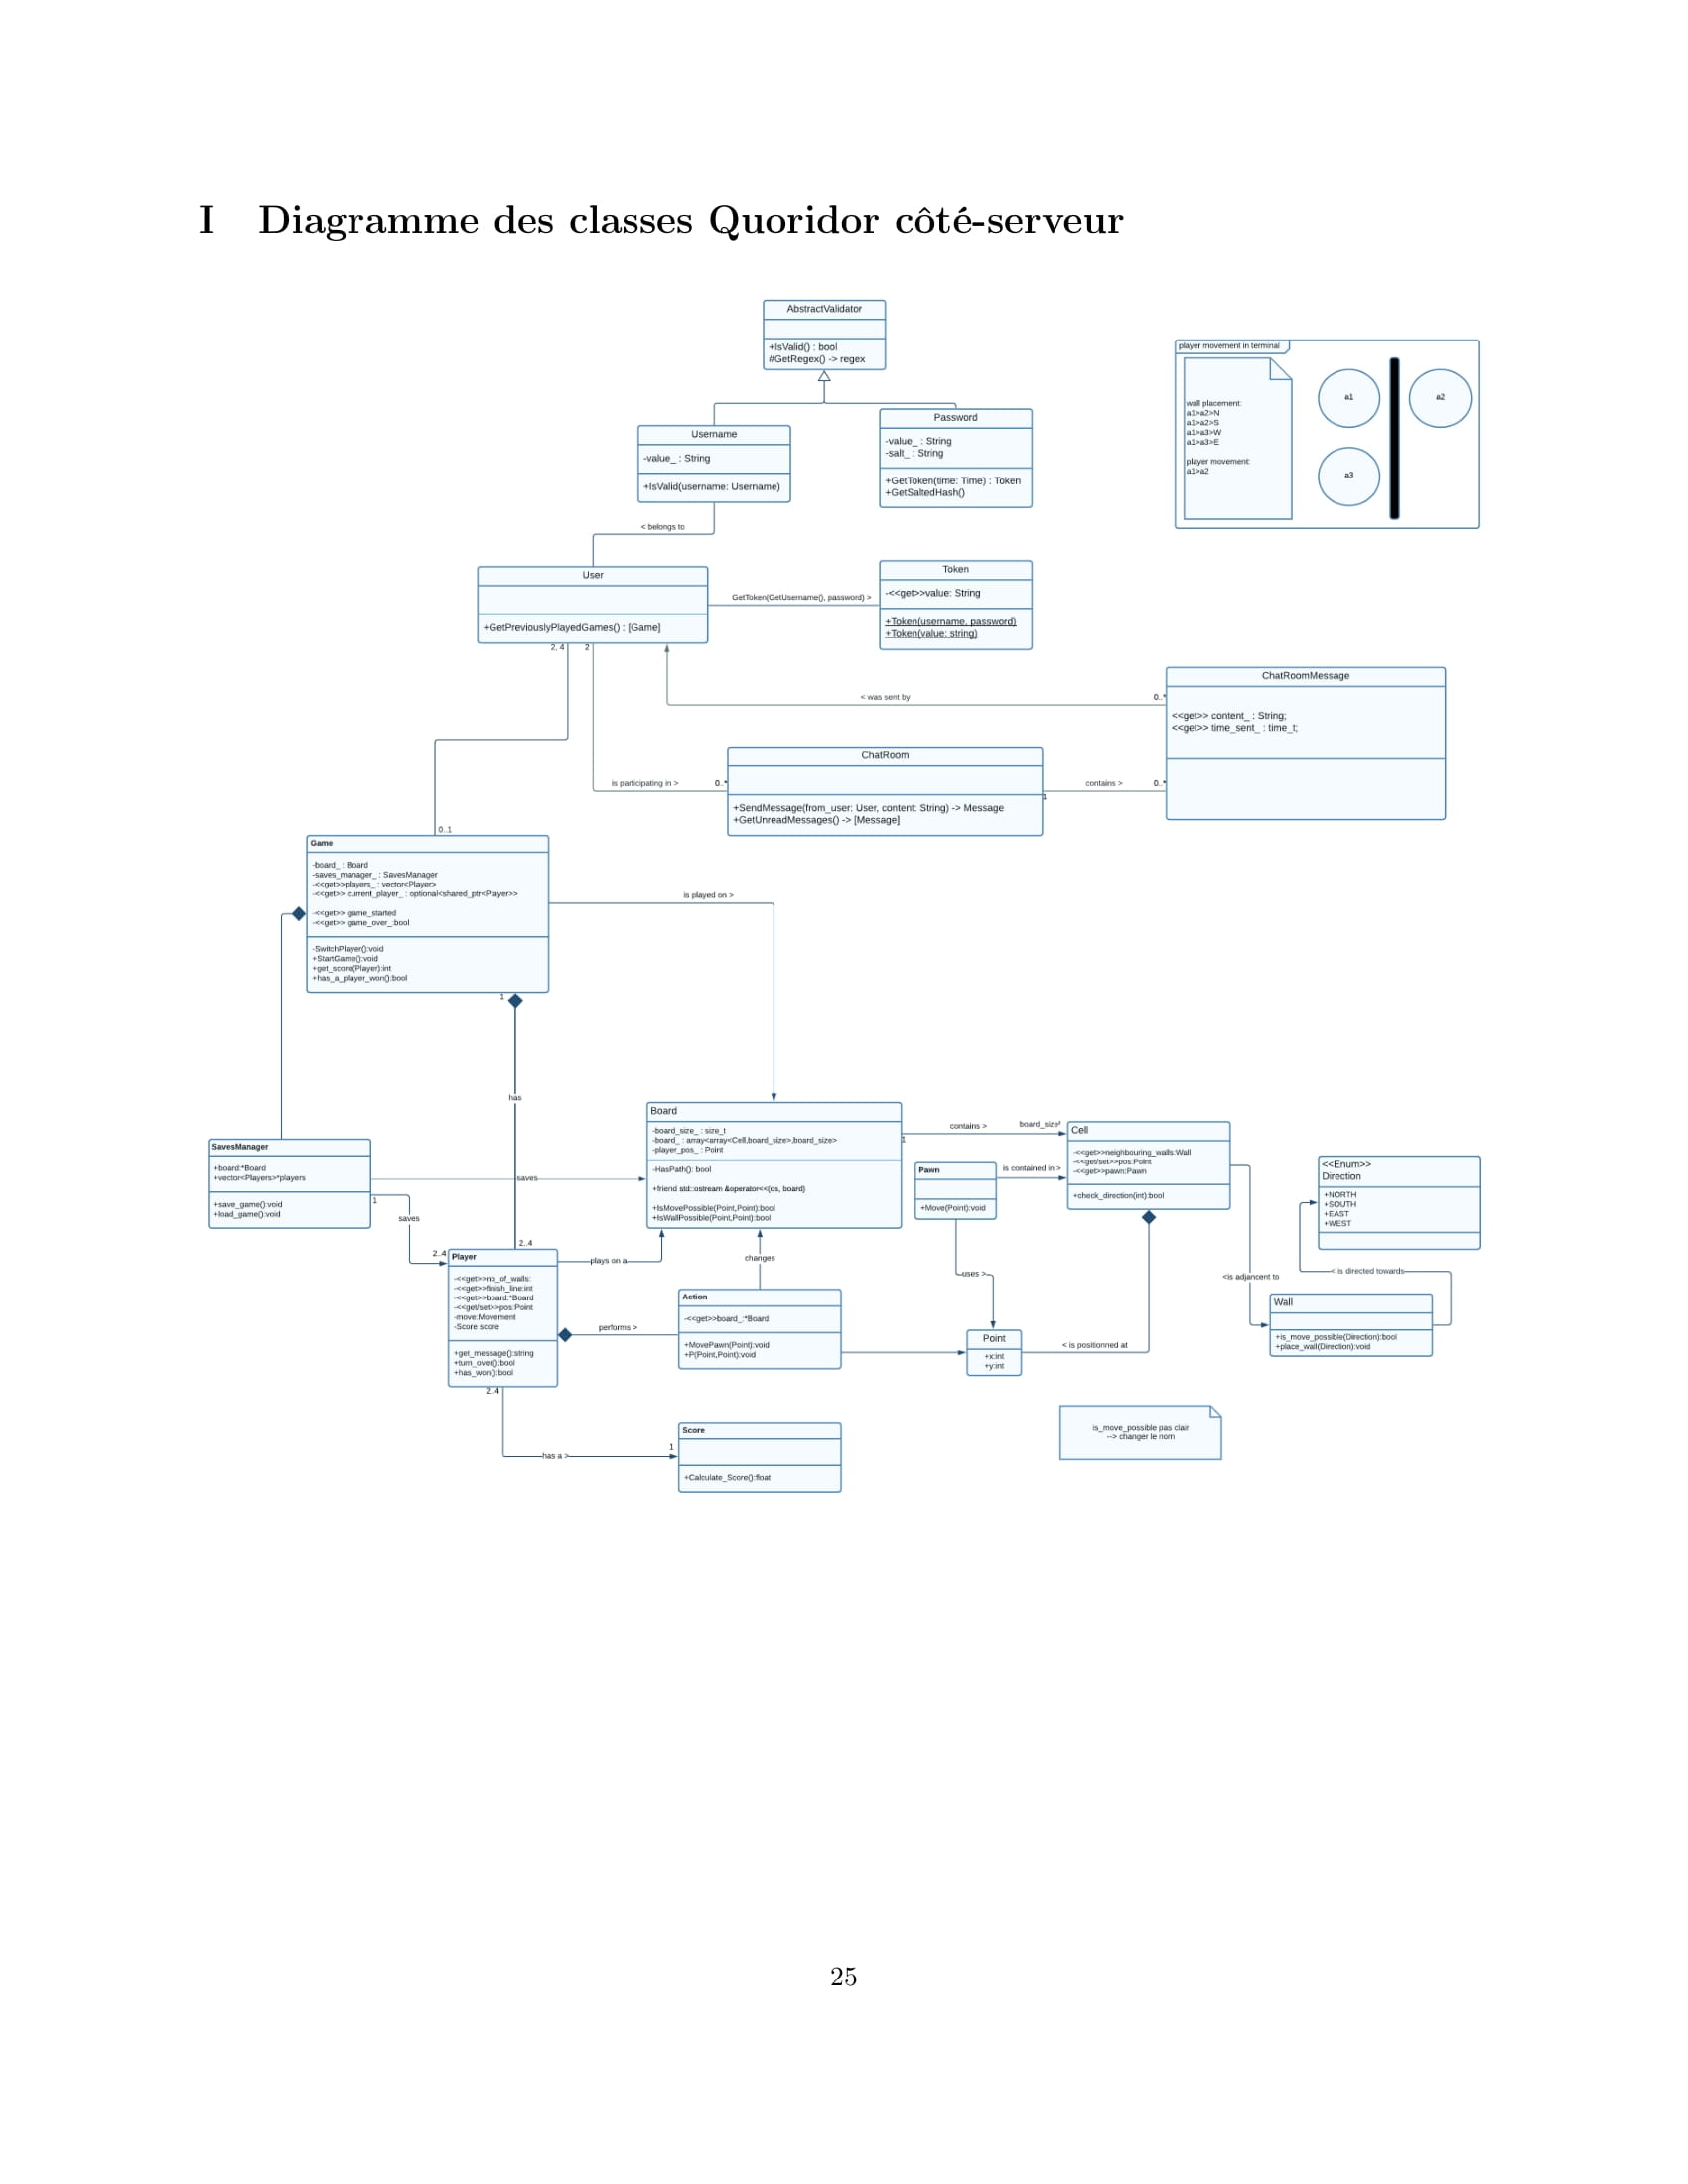 I Diagramme des classes Quoridor côté-serveur
AbstractValidator
+IsValid() : bool
#GetRegex() -> regex
player movement in terminal
wall placement:
a1>a2>N
a1>a2>S
a1>a3>W
a1>a3>E
player movement:
a1>a2
a1
a2
a3
Username
-value_ : String
+IsValid(username: Username)
Password
-value_ : String
-salt_ : String
+GetToken(time: Time) : Token
+GetSaltedHash()
< belongs to
User
+GetPreviouslyPlayedGames() : [Game]
GetToken(GetUsername(), password) >
Token
-<<get>>value: String
+Token(username, password)
+Token(value: string)
2, 4
2
< was sent by
0..*
ChatRoomMessage
<<get>> content_ : String;
<<get>> time_sent_ : time_t;
is participating in >
0..*
ChatRoom
+SendMessage(from_user: User, content: String) -> Message
+GetUnreadMessages() -> [Message]
1
contains >
0..*
0..1
Game
-board_ : Board
-saves_manager_ : SavesManager
-<<get>>players_ : vector<Player>
-<<get>> current_player_ : optional<shared_ptr<Player>>
-<<get>> game_started
-<<get>> game_over_:bool
-SwitchPlayer():void
+StartGame():void
+get_score(Player):int
+has_a_player_won():bool
is played on >
1
has
2..4
SavesManager
+board:*Board
+vector<Players>*players
+save_game():void
+load_game():void
saves
1
saves
2..4
Board
-board_size_ : size_t
-board_ : array<array<Cell,board_size>,board_size>
-player_pos_ : Point
-HasPath(): bool
+friend std::ostream &operator<<(os, board)
+IsMovePossible(Point,Point):bool
+IsWallPossible(Point,Point):bool
1
contains >
board_size²
Pawn
+Move(Point):void
is contained in >
Cell
-<<get>>neighbouring_walls:Wall
-<<get/set>>pos:Point
-<<get>>pawn:Pawn
+check_direction(int):bool
<<Enum>>
Direction
+NORTH
+SOUTH
+EAST
+WEST
< is directed towards
<is adjancent to
Wall
+is_move_possible(Direction):bool
+place_wall(Direction):void
Player
-<<get>>nb_of_walls:
-<<get>>finish_line:int
-<<get>>board:*Board
-<<get/set>>pos:Point
-move:Movement
-Score score
+get_message():string
+turn_over():bool
+has_won():bool
plays on a
changes
performs >
Action
-<<get>>board_:*Board
+MovePawn(Point):void
+P(Point,Point):void
uses >
Point
+x:int
+y:int
< is positionned at
2..4
has a >
1
Score
+Calculate_Score():float
is_move_possible pas clair
--> changer le nom
25